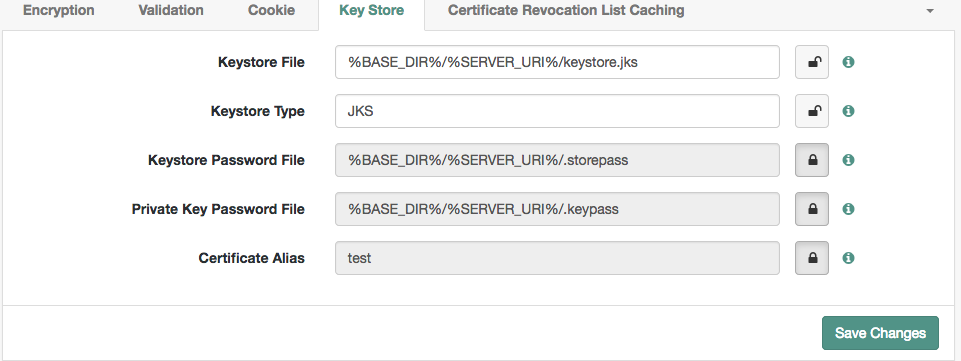 Encryption Validation Cookie Key Store Certificate Revocation List Caching
Keystore File %BASE_DIR%/%SERVER_URI%/keystore.jks
Keystore Type JKS
Keystore Password File %BASE_DIR%/%SERVER_URI%/.storepass
Private Key Password File %BASE_DIR%/%SERVER_URI%/.keypass
Certificate Alias test
Save Changes